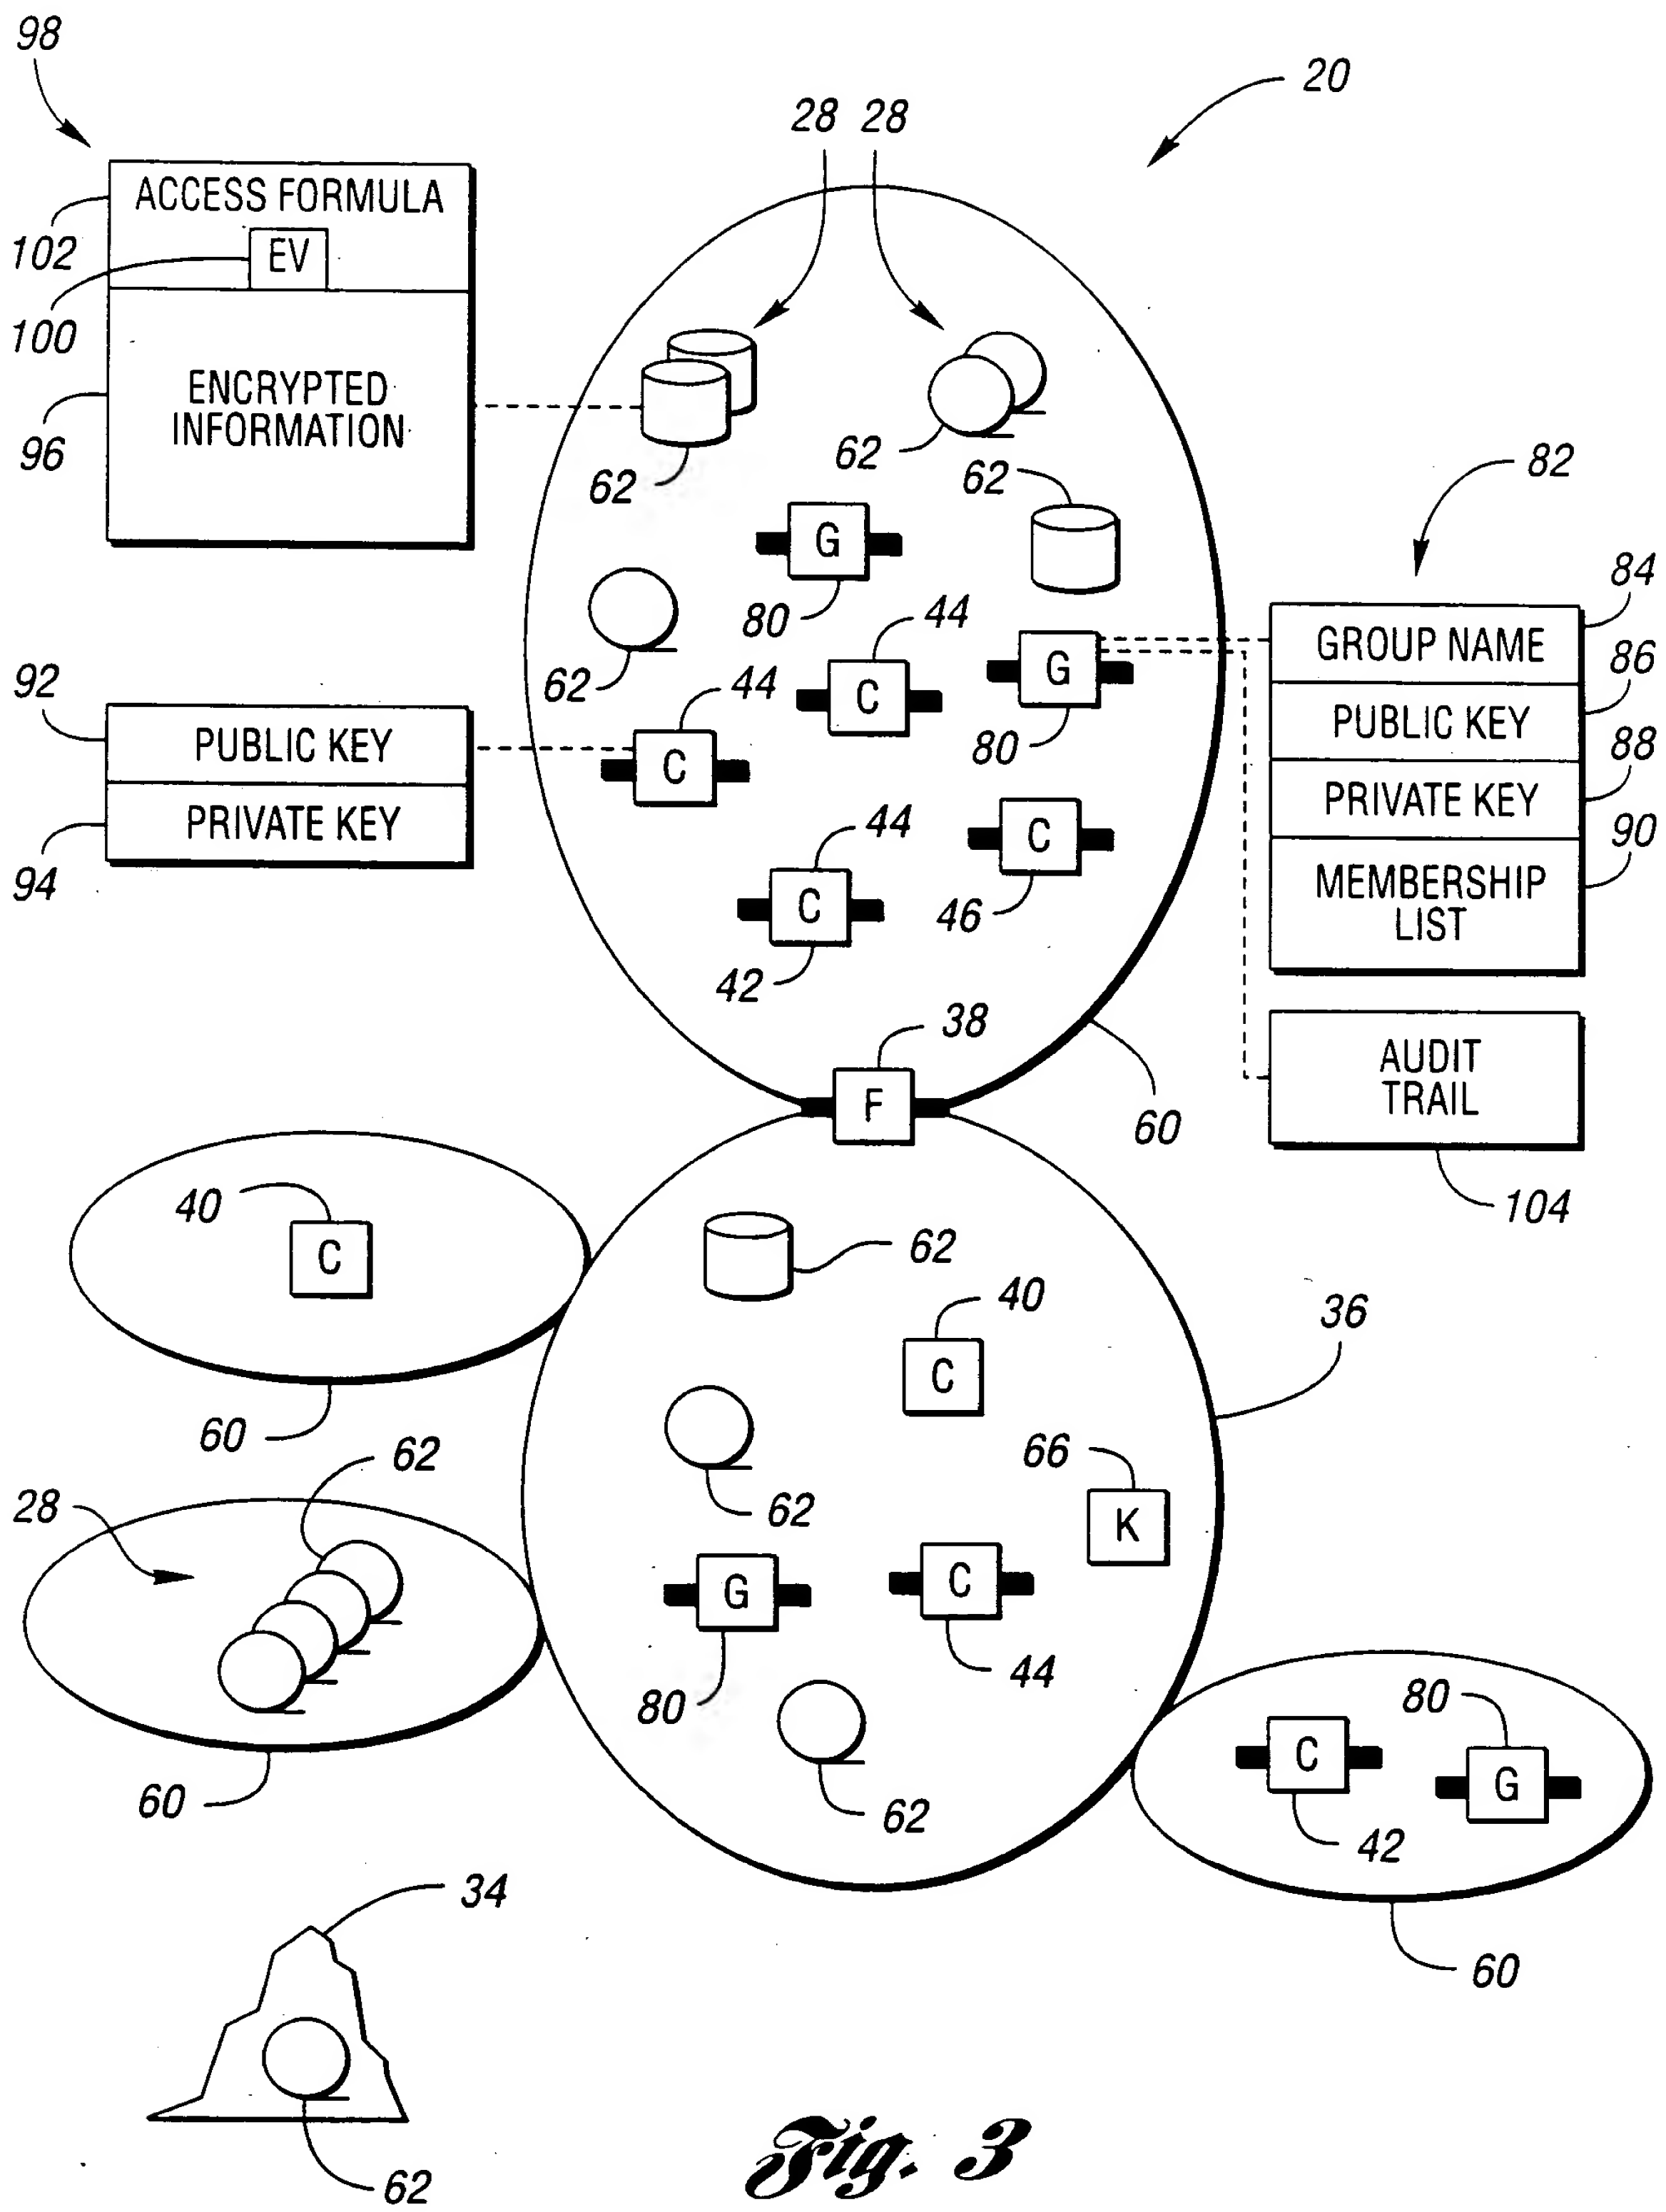 98
20
28 28
ACCESS FORMULA
102
EV
100
ENCRYPTED
INFORMATION
96
62
62
62
82
G
80
84
GROUP NAME
62
44
G
86
92
44
C
PUBLIC KEY
PUBLIC KEY
80
88
C
PRIVATE KEY
PRIVATE KEY
44
C
90
94
C
46
MEMBERSHIP
LIST
42
38
AUDIT
TRAIL
F
60
40
104
C
62
40
36
C
60
62
66
28
62
K
G
C
44
80
80
C
G
60
62
42
34
60
62
Fig. 3